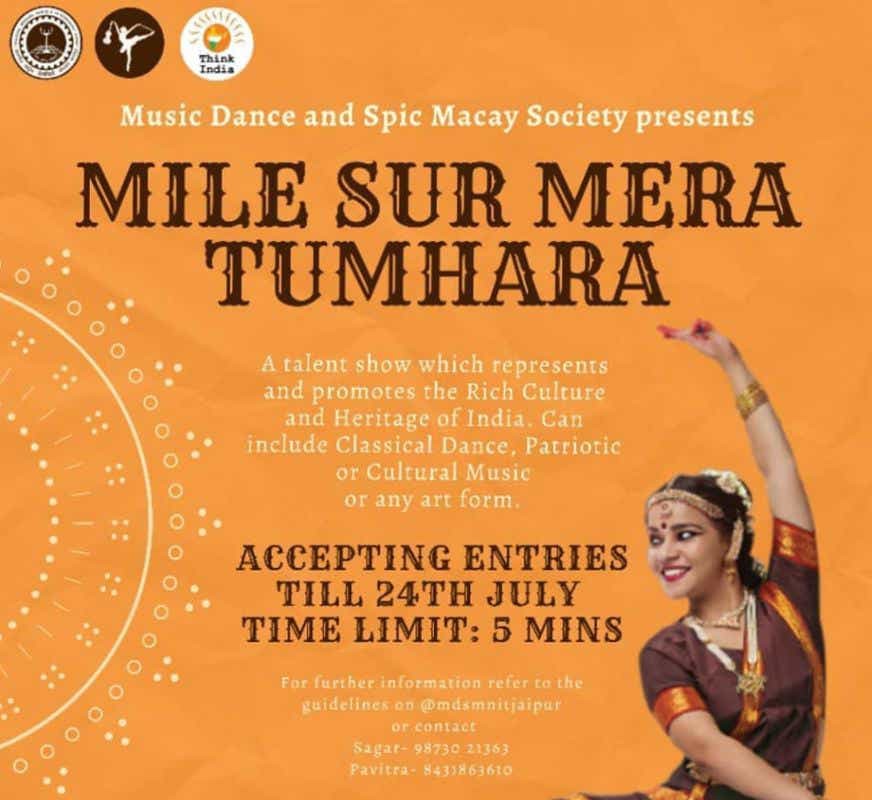 Think
India
Music Dance and Spic Macay Society presents
MILE SUR MERA
TUMHARA
A talent show which represents
and promotes the Rich Culture
and Heritage of India. Can
include Classical Dance, Patriotic
or Cultural Music
or any art form.
ACCEPTING ENTRIES
TILL 24TH JULY
TIME LIMIT: 5 MINS
For further information refer to the
guidelines on @mdsmnitjaipur
or contact
Sagar- 98730 21363
Pavitra- 8431863610